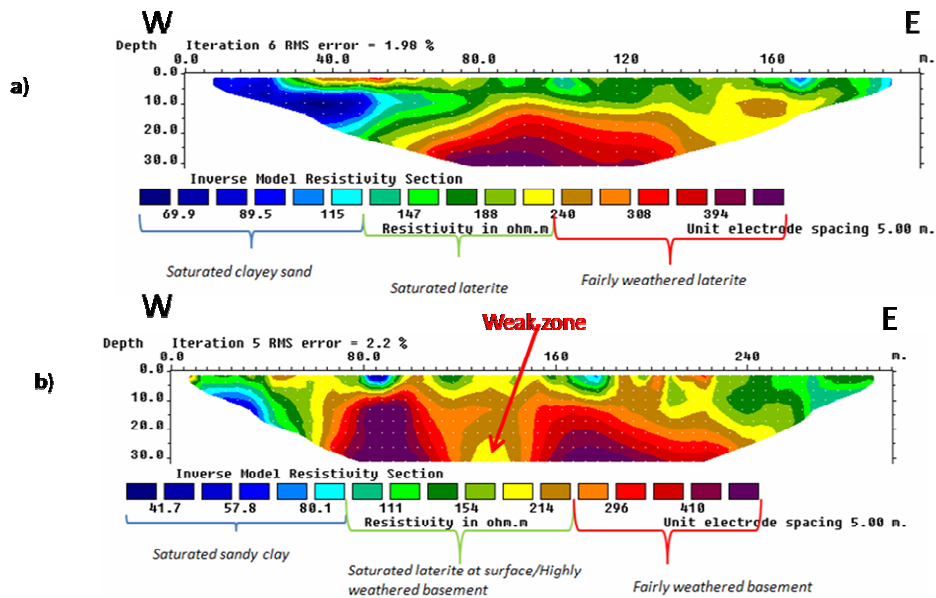 W
E
Depth Iteration 6 RMS error = 1.98 %
0.0 40.0 80.0 120 160 m.
a)
0.0
10.0
20.0
30.0
Inverse Model Resistivity Section
69.9 89.5 115 147 188 240 308 394
Resistivity in ohm.m
Unit electrode spacing 5.00 m.
Saturated clayey sand
Saturated laterite
Fairly weathered laterite
W
E
Weak zone
Depth Iteration 5 RMS error = 2.2 %
0.0 80.0 160 240 m.
b)
0.0
10.0
20.0
30.0
Inverse Model Resistivity Section
41.7 57.8 80.1 111 154 214 296 410
Resistivity in ohm.m
Unit electrode spacing 5.00 m.
Saturated sandy clay
Saturated laterite at surface/Highly
weathered basement
Fairly weathered basement